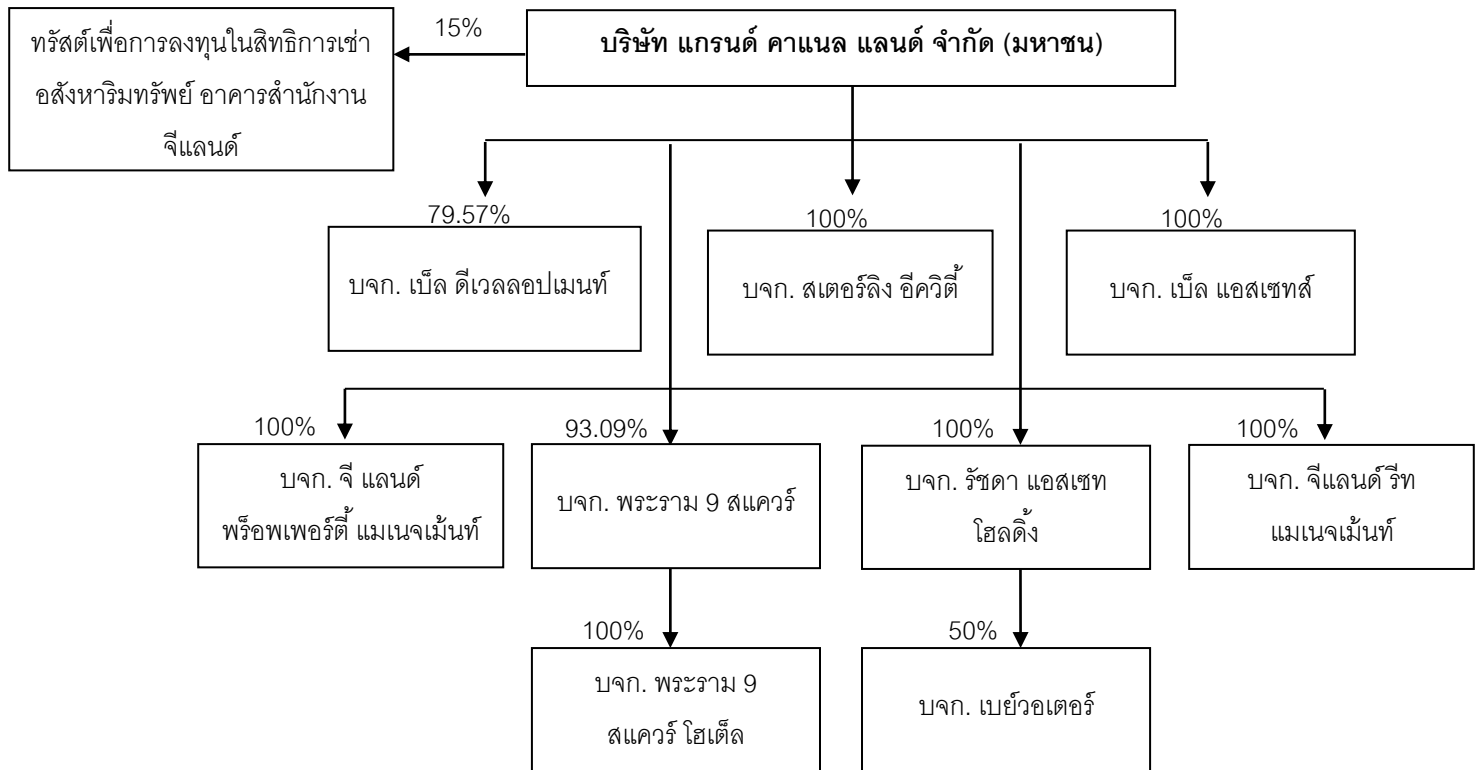 ทรัสต์เพื่อการลงทุนในสิทธิการเช่า
อสังหาริมทรัพย์ อาคารสำนักงาน
จีแลนด์
15%
บริษัท แกรนด์ คาแนล แลนด์ จำกัด (มหาชน)
79.57%
บจก. เบ็ล ดีเวลลอปเมนท์
100%
บจก. สเตอร์ลิง อีควิตี้
100%
บจก. เบ็ล แอสเซทส์
100%
บจก. จี แลนด์
พร็อพเพอร์ตี้ แมเนจเม้นท์
93.09%
บจก. พระราม 9 สแควร์
100%
บจก. รัชดา แอสเซท
โฮลดิ้ง
100%
บจก. จีแลนด์ รีท
แมเนจเม้นท์
100%
บจก. พระราม 9
สแควร์ โฮเต็ล
50%
บจก. เบย์วอเตอร์